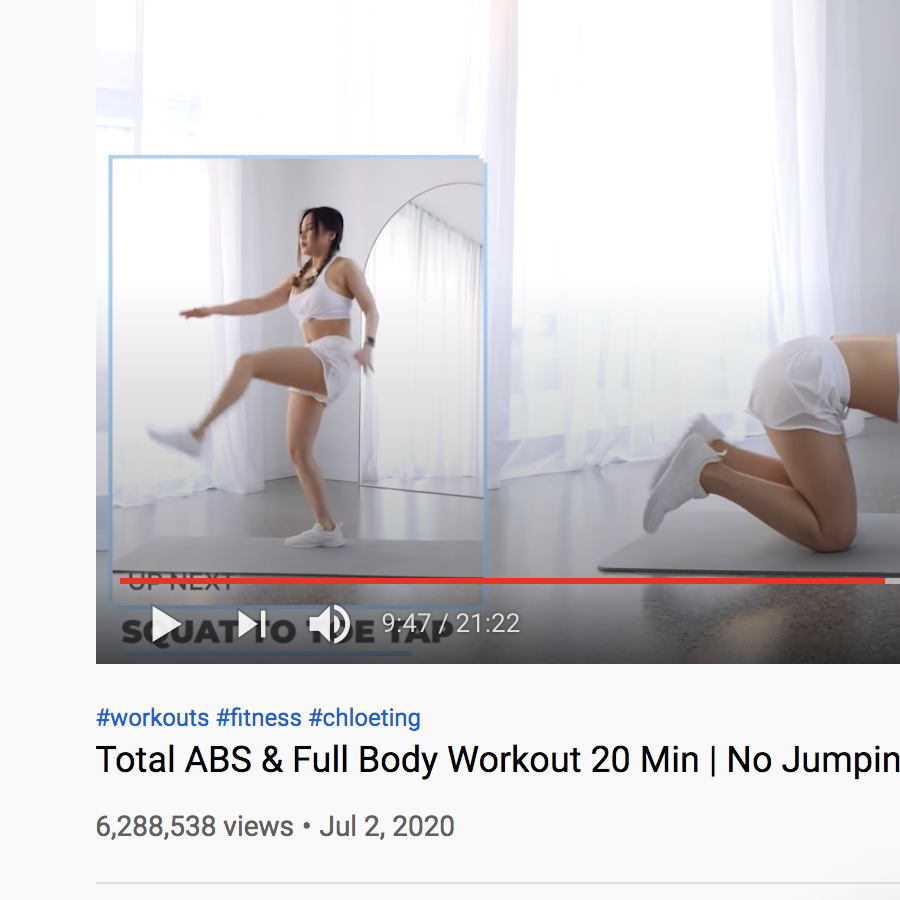 UP NEXT
SQUAT TO TOE TAP
9:47 / 21:22
#workouts #fitness #chloeting
Total ABS & Full Body Workout 20 Min | No Jumpin
6,288,538 views • Jul 2, 2020